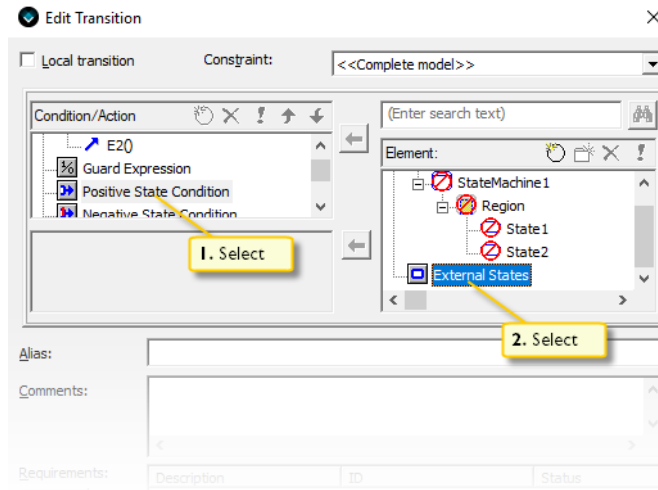 Edit Transition
Local transition
Constraint:
<<Complete model>>
Condition/Action
E2()
Guard Expression
Positive State Condition
Negative State Condition
1. Select
(Enter search text)
Element:
StateMachine1
Region
State1
State2
External States
2. Select
Alias:
Comments:
Requirements:
Description
ID
Status